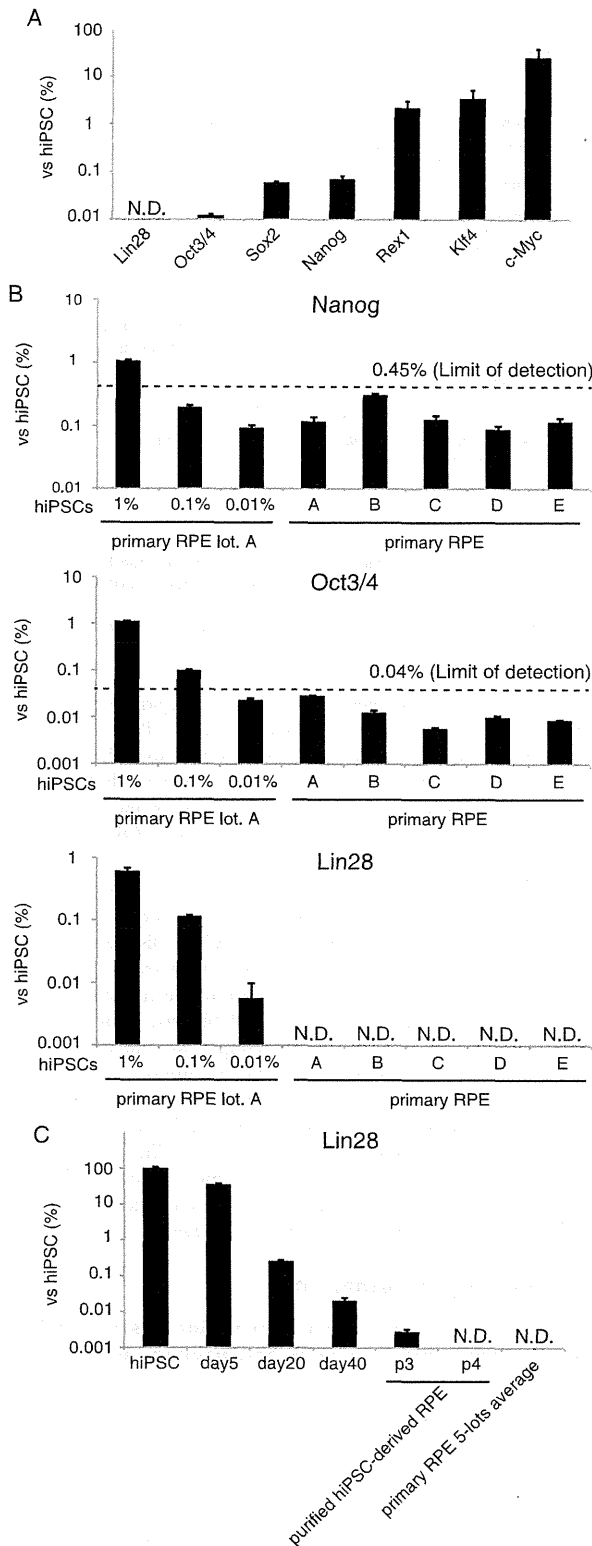 A
100
10
1
0.1
0.01
vs hiPSC (%)
N.D.
Lin28
Oct3/4
Sox2
Nanog
Rex1
Klf4
c-Myc
B
Nanog
10
1
0.1
0.01
vs hiPSC (%)
0.45% (Limit of detection)
hiPSCs 1% 0.1% 0.01% A B C D E
primary RPE lot. A primary RPE
Oct3/4
10
1
0.1
0.01
0.001
vs hiPSC (%)
0.04% (Limit of detection)
hiPSCs 1% 0.1% 0.01% A B C D E
primary RPE lot. A primary RPE
Lin28
1
0.1
0.01
0.001
vs hiPSC (%)
N.D. N.D. N.D. N.D. N.D.
hiPSCs 1% 0.1% 0.01% A B C D E
primary RPE lot. A primary RPE
C
Lin28
100
10
1
0.1
0.01
0.001
vs hiPSC (%)
N.D. N.D.
hiPSC day5 day20 day40 p3 p4
purified hiPSC-derived RPE
primary RPE 5-lots average